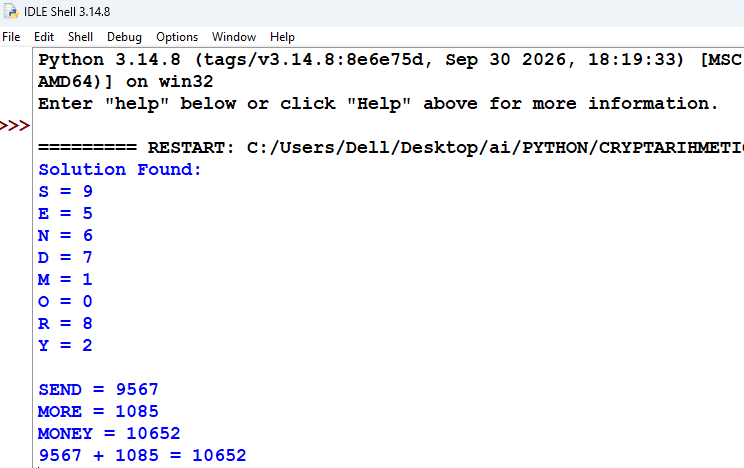 IDLE Shell 3.14.8
File Edit Shell Debug Options Window Help
Python 3.14.8 (tags/v3.14.8:8e6e75d, Sep 30 2026, 18:19:33) [MSC
AMD64)] on win32
Enter "help" below or click "Help" above for more information.
>>>
========= RESTART: C:/Users/Dell/Desktop/ai/PYTHON/CRYPTARIHMETIC
Solution Found:
S = 9
E = 5
N = 6
D = 7
M = 1
O = 0
R = 8
Y = 2
SEND = 9567
MORE = 1085
MONEY = 10652
9567 + 1085 = 10652